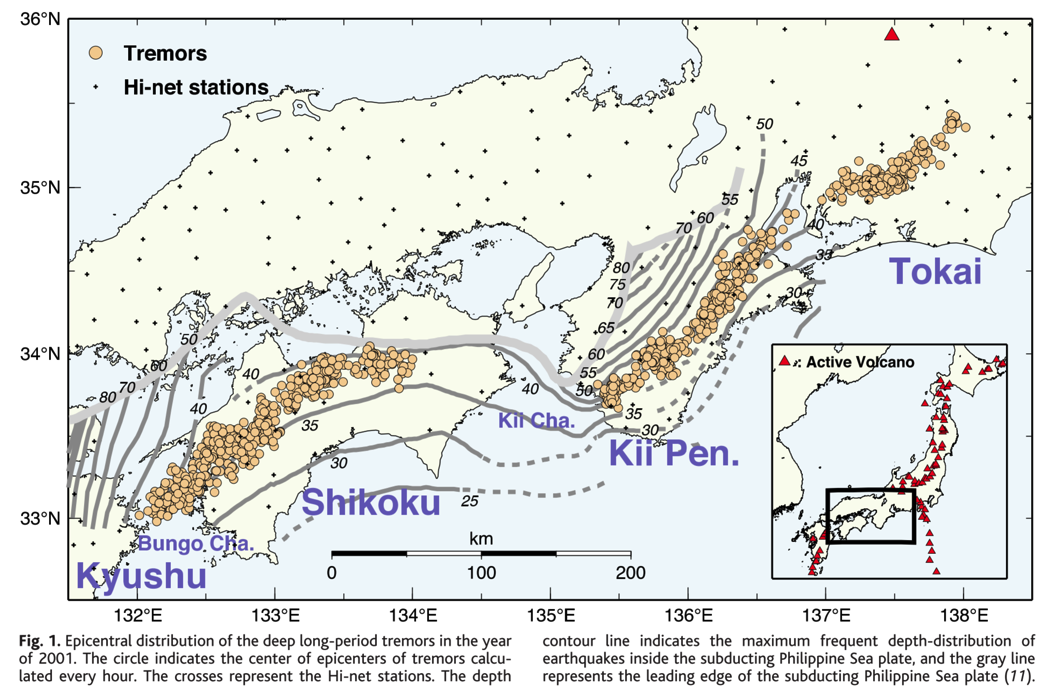 36°N
Tremors
Hi-net stations
50
45
35°N
55
60
70
40
35
80
75
Tokai
70
30
50
65
34°N
60
60
55
40
50
70
40
80
40
35
Kii Cha.
35
30
Kii Pen.
30
Shikoku
25
33°N
Bungo Cha.
Kyushu
km
0 100 200
: Active Volcano
132°E 133°E 134°E 135°E 136°E 137°E 138°E
Fig. 1. Epicentral distribution of the deep long-period tremors in the year
of 2001. The circle indicates the center of epicenters of tremors calcu-
lated every hour. The crosses represent the Hi-net stations. The depth
contour line indicates the maximum frequent depth-distribution of
earthquakes inside the subducting Philippine Sea plate, and the gray line
represents the leading edge of the subducting Philippine Sea plate (11).